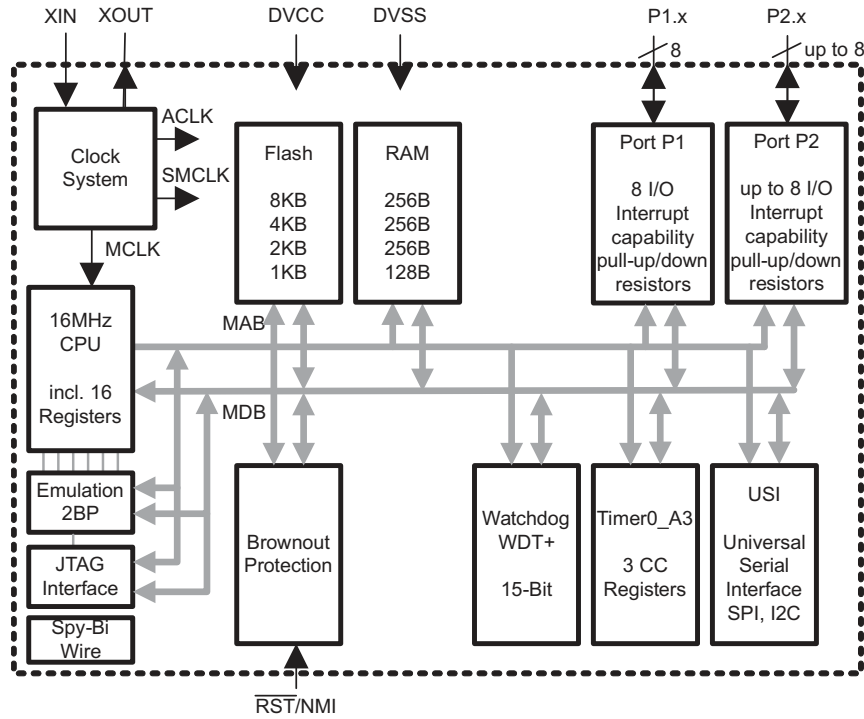 XIN XOUT DVCC DVSS P1.x P2.x
8 up to 8
ACLK
SMCLK
MCLK
Clock
System
Flash
8KB
4KB
2KB
1KB
RAM
256B
256B
256B
128B
Port P1
8 I/O
Interrupt
capability
pull-up/down
resistors
Port P2
up to 8 I/O
Interrupt
capability
pull-up/down
resistors
16MHz
CPU
incl. 16
Registers
MAB
MDB
Emulation
2BP
JTAG
Interface
Spy-Bi
Wire
Brownout
Protection
Watchdog
WDT+
15-Bit
Timer0_A3
3 CC
Registers
USI
Universal
Serial
Interface
SPI, I2C
RST/NMI